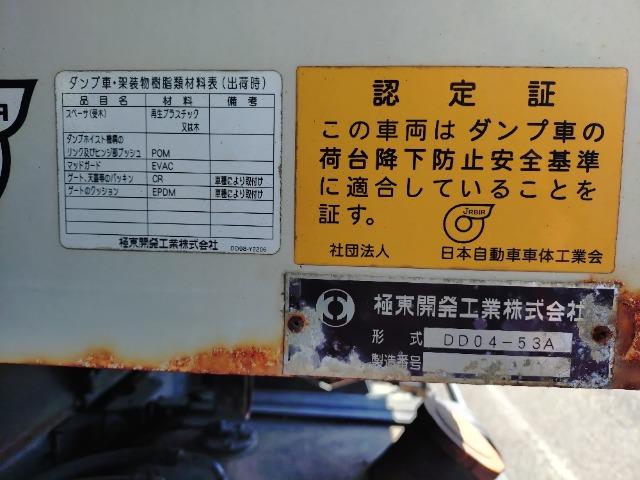 ダンプ車・架装物樹脂類材料表(出荷時)
品目名 材料 備考
スペーサ(受木) 再生プラスチック
又は木
ダンプホイスト機構の
リンク及びヒンジ部ブッシュ POM
マッドガード EVAC
ゲート、天蓋等のパッキン CR 車種により取付け
ゲートのクッション EPDM 車種により取付け
極東開発工業株式会社
認定証
この車両はダンプ車の
荷台降下防止安全基準
に適合していることを
証す。
JRBIR
社団法人 日本自動車車体工業会
極東開発工業株式会社
形式 DD04-53A
製造番号